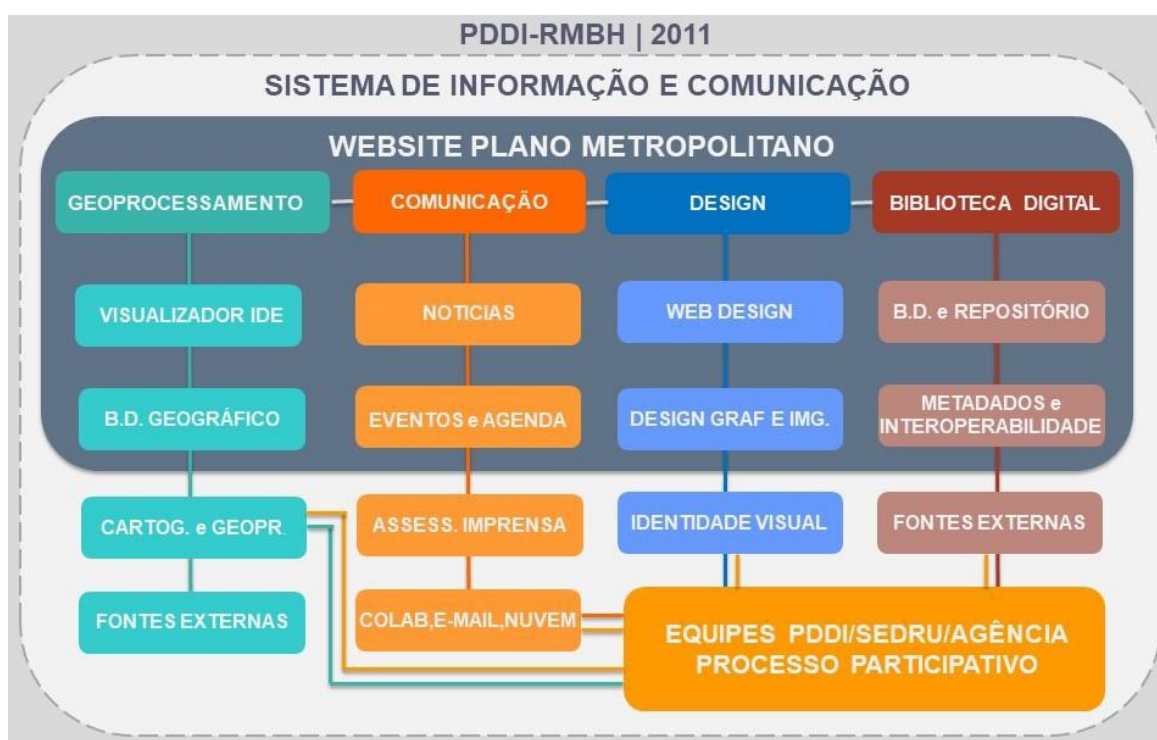 PDDI-RMBH | 2011
SISTEMA DE INFORMAÇÃO E COMUNICAÇÃO
WEBSITE PLANO METROPOLITANO
GEOPROCESSAMENTO
COMUNICAÇÃO
DESIGN
BIBLIOTECA DIGITAL
VISUALIZADOR IDE
NOTICIAS
WEB DESIGN
B.D. e REPOSITÓRIO
B.D. GEOGRÁFICO
EVENTOS e AGENDA
DESIGN GRAF E IMG.
METADADOS e
INTEROPERABILIDADE
CARTOG. e GEOPR.
ASSESS. IMPRENSA
IDENTIDADE VISUAL
FONTES EXTERNAS
FONTES EXTERNAS
COLAB,E-MAIL,NUVEM
EQUIPES PDDI/SEDRU/AGÊNCIA
PROCESSO PARTICIPATIVO